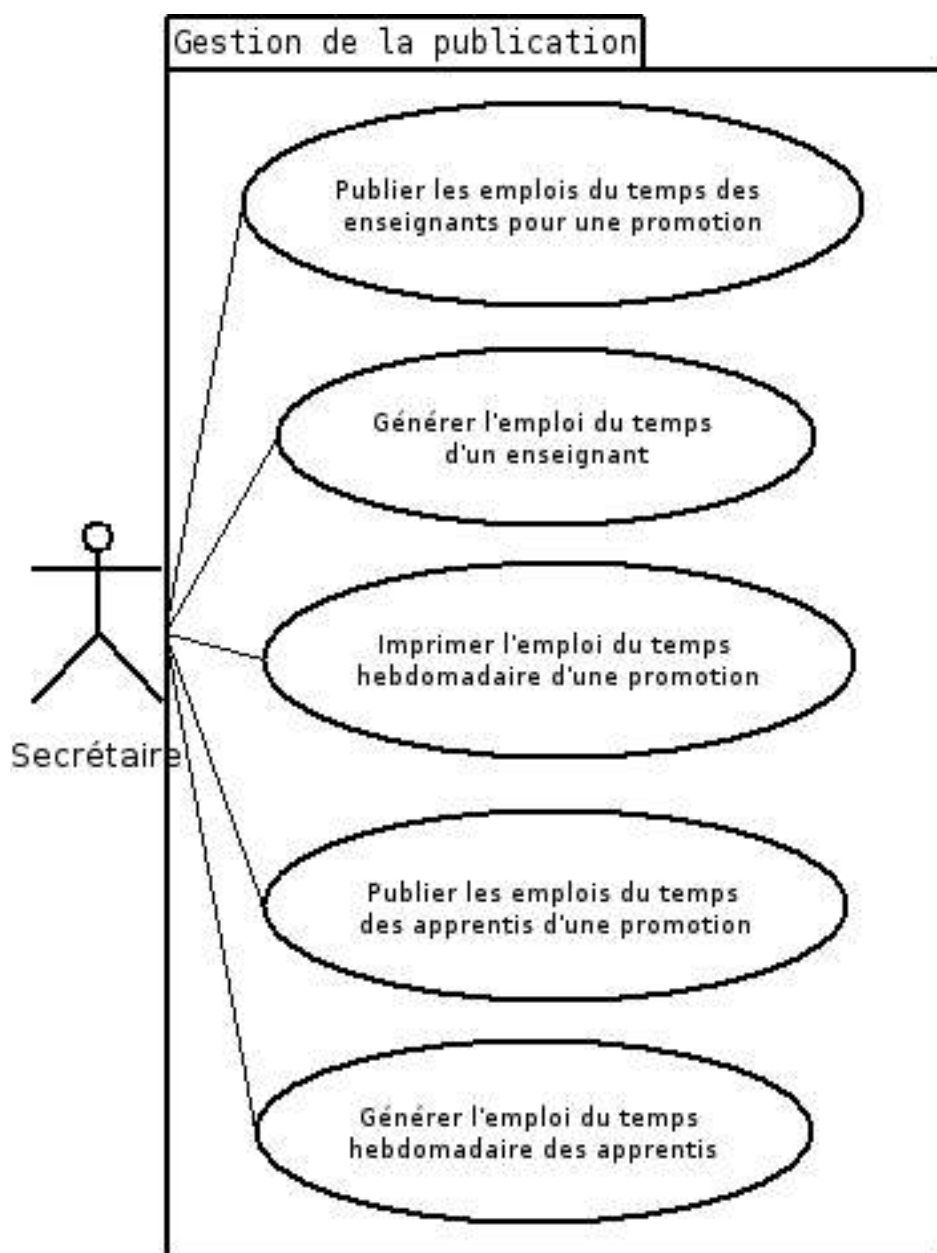 Gestion de la publication
Publier les emplois du temps des
enseignants pour une promotion
Générer l'emploi du temps
d'un enseignant
Imprimer l'emploi du temps
hebdomadaire d'une promotion
Secrétaire
Publier les emplois du temps
des apprentis d'une promotion
Générer l'emploi du temps
hebdomadaire des apprentis